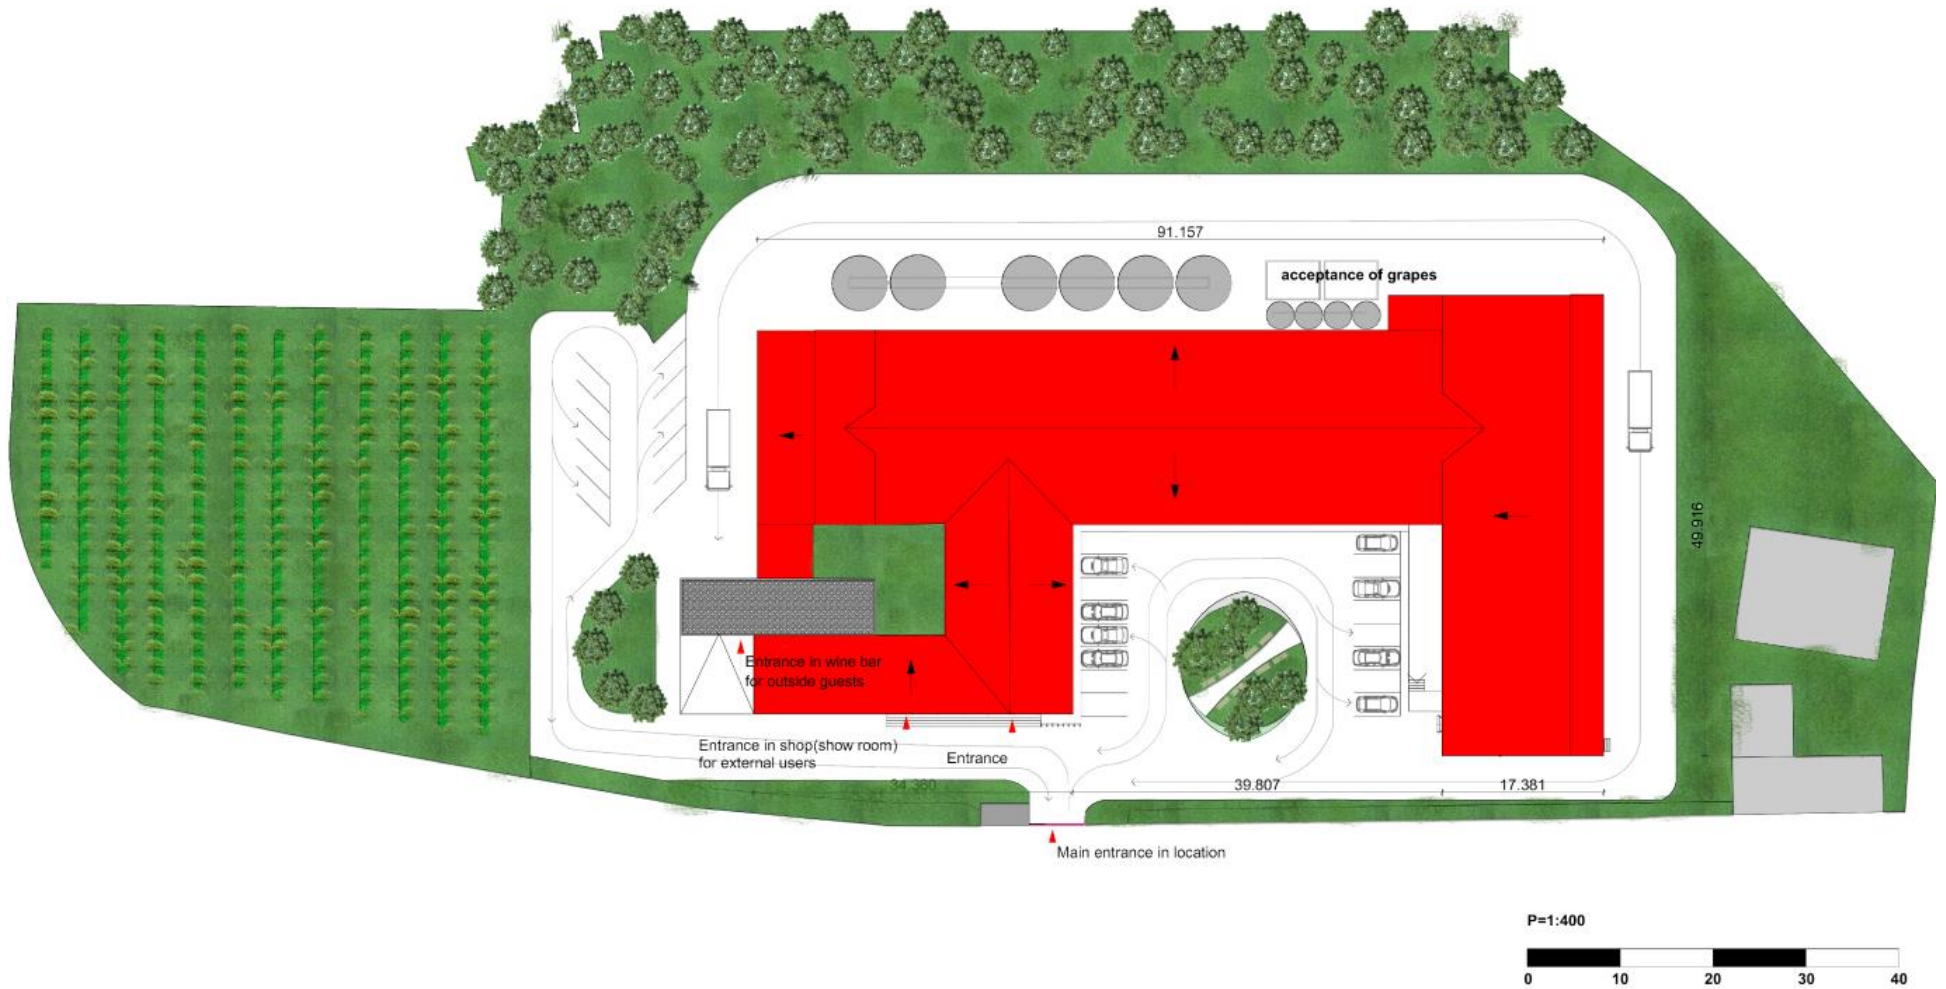 91.157
acceptance of grapes
49.916
Entrance in wine bar
for outside guests
Entrance in shop(show room)
for external users
Entrance
34.360
39.807
17.381
Main entrance in location
P=1:400
0 10 20 30 40